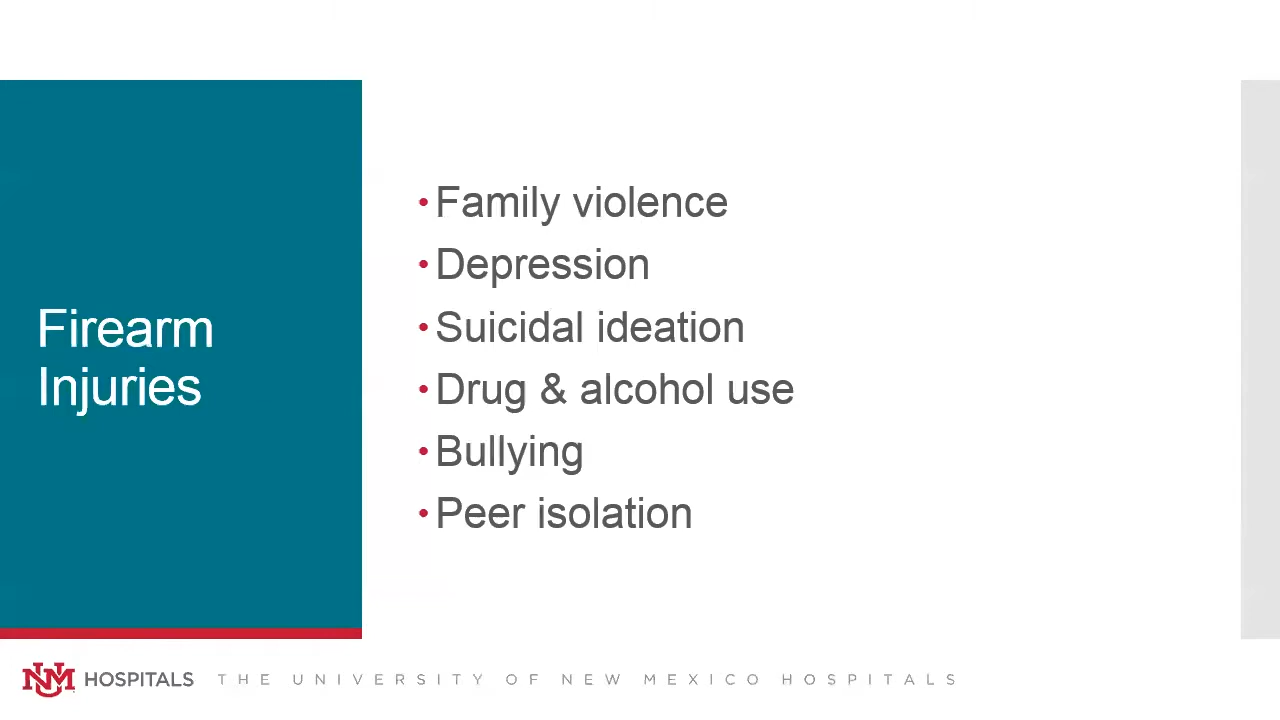 Firearm
Injuries
• Family violence
• Depression
• Suicidal ideation
• Drug & alcohol use
• Bullying
• Peer isolation
UNM HOSPITALS THE UNIVERSITY OF NEW MEXICO HOSPITALS